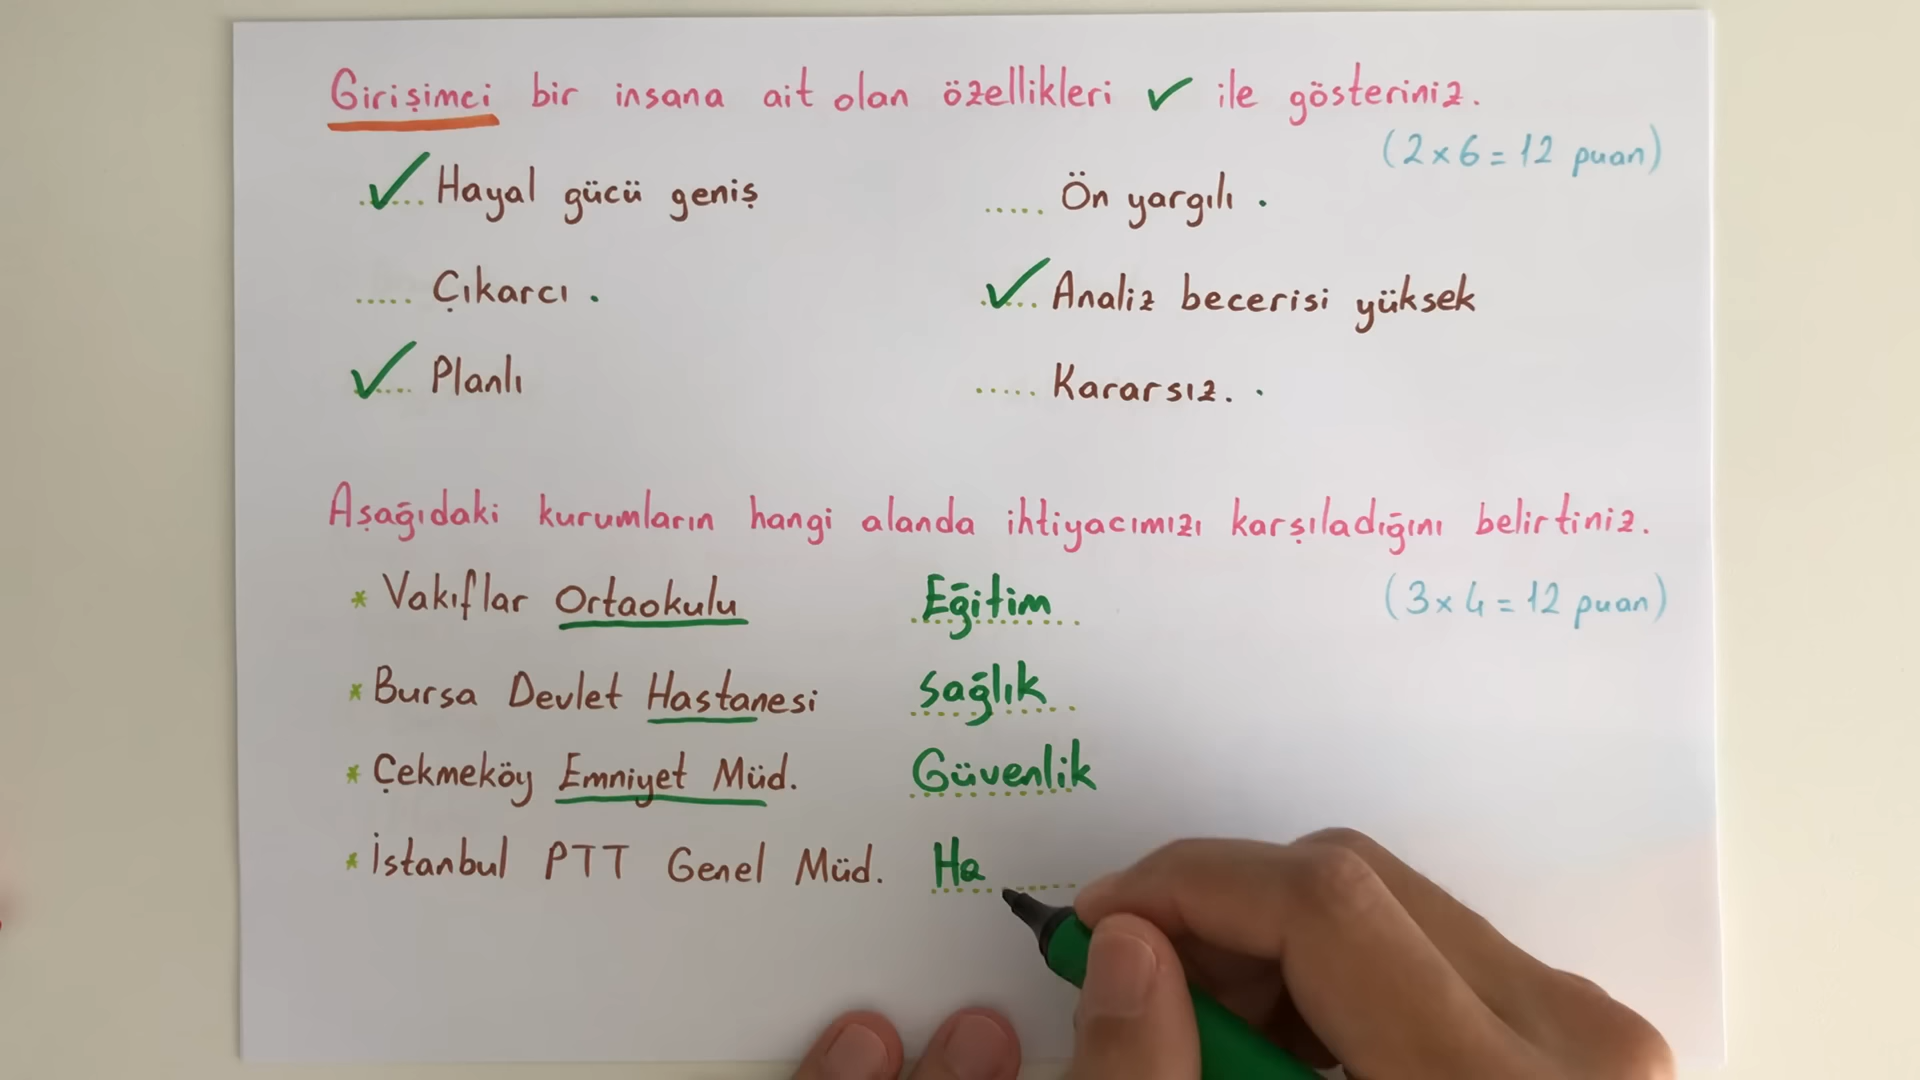 Girişimci bir insana ait olan özellikleri ✓ ile gösteriniz.
(2x6=12 puan)
✓.... Hayal gücü geniş
..... Ön yargılı .
..... Çıkarcı .
✓.... Analiz becerisi yüksek
✓.... Planlı
..... Kararsız. .
Aşağıdaki kurumların hangi alanda ihtiyacımızı karşıladığını belirtiniz.
(3x4=12 puan)
* Vakıflar Ortaokulu Eğitim
* Bursa Devlet Hastanesi Sağlık
* Çekmeköy Emniyet Müd. Güvenlik
* İstanbul PTT Genel Müd. Ha